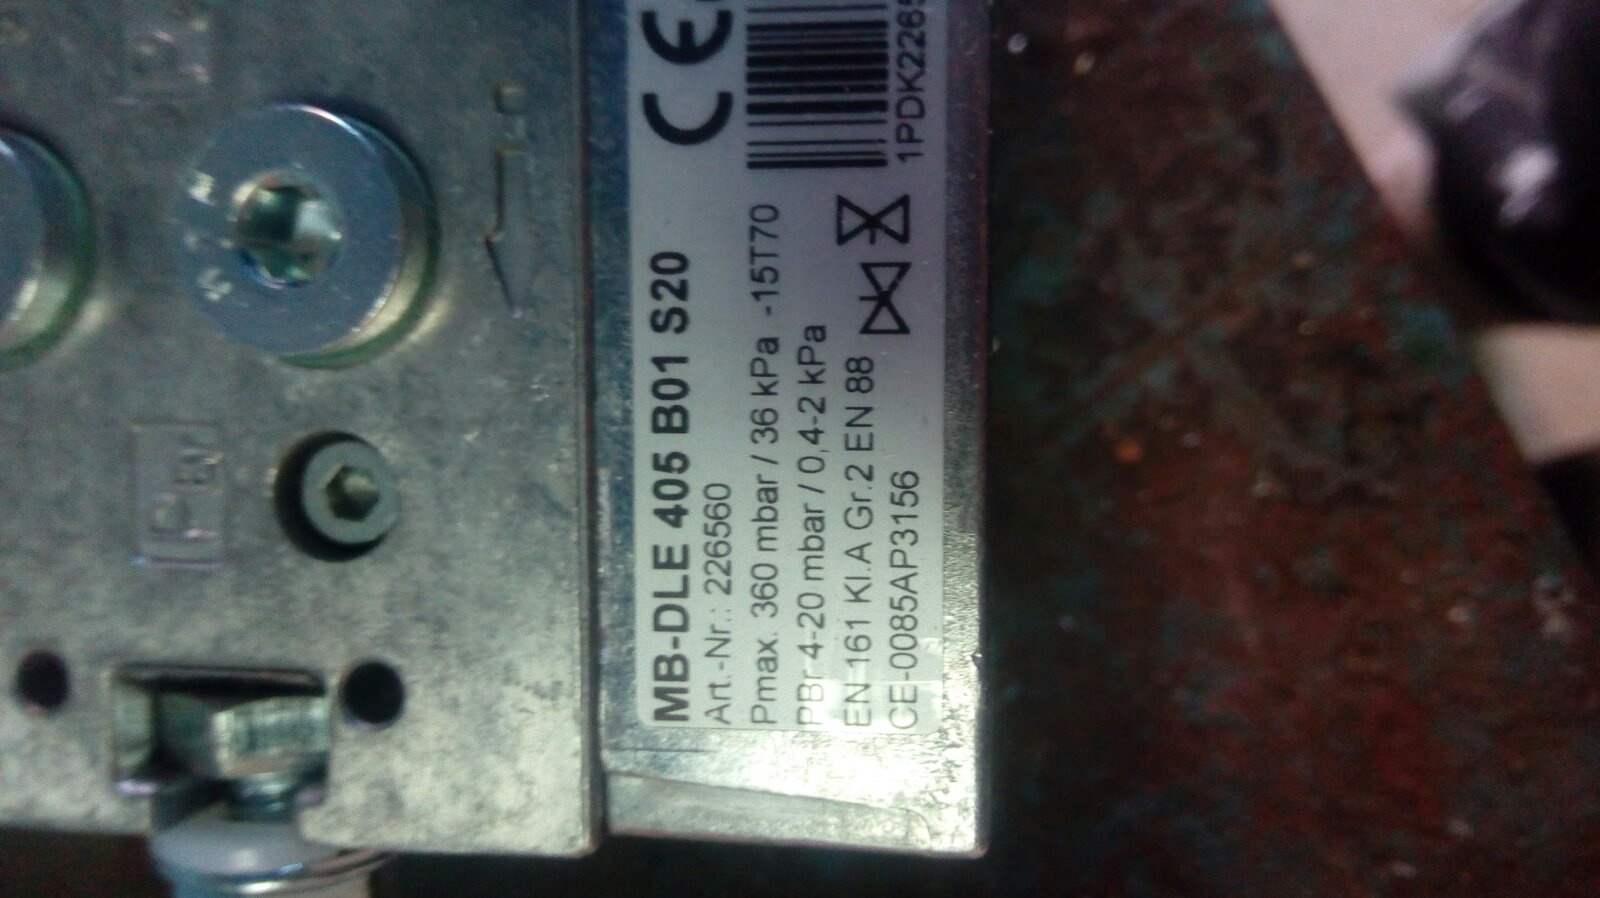 MB-DLE 405 B01 S20
Art.-Nr.: 226560
Pmax. 360 mbar / 36 kPa -15T70
PBr 4-20 mbar / 0,4-2 kPa
EN 161 Kl.A Gr.2 EN 88
CE-0085AP3156
CE
1PDK2265
PBr